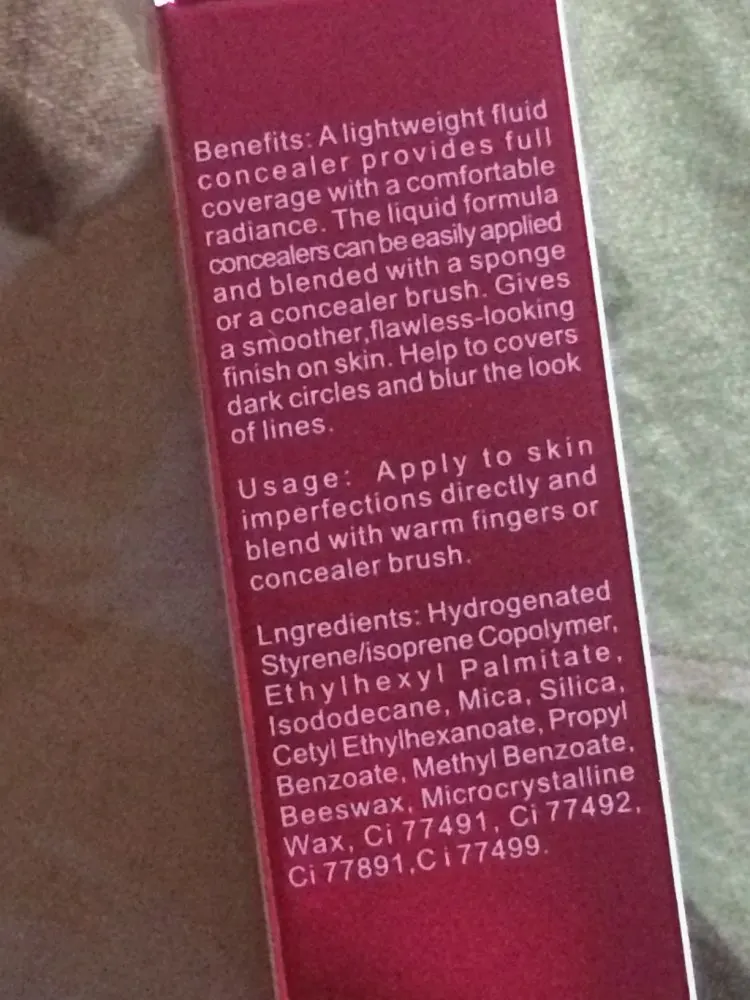 Benefits: A lightweight fluid
concealer provides full
coverage with a comfortable
radiance. The liquid formula
concealers can be easily applied
and blended with a sponge
or a concealer brush. Gives
a smoother,flawless-looking
finish on skin. Help to covers
dark circles and blur the look
of lines.
Usage: Apply to skin
imperfections directly and
blend with warm fingers or
concealer brush.
Lngredients: Hydrogenated
Styrene/isoprene Copolymer,
Ethylhexyl Palmitate,
Isododecane, Mica, Silica,
Cetyl Ethylhexanoate, Propyl
Benzoate, Methyl Benzoate,
Beeswax, Microcrystalline
Wax, Ci 77491, Ci 77492,
Ci 77891,Ci 77499.